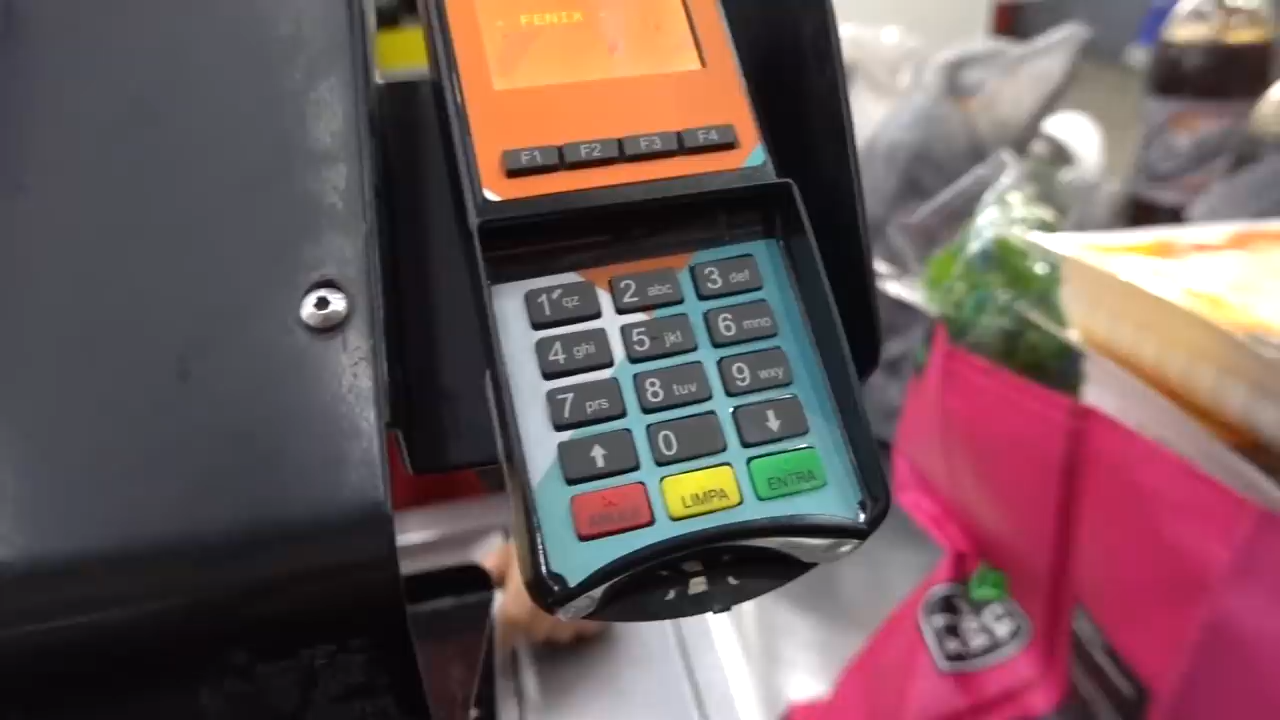 FENIX
F1 F2 F3 F4
1 qz 2 abc 3 def
4 ghi 5 jkl 6 mno
7 prs 8 tuv 9 wxy
0
LIMPA ENTRA